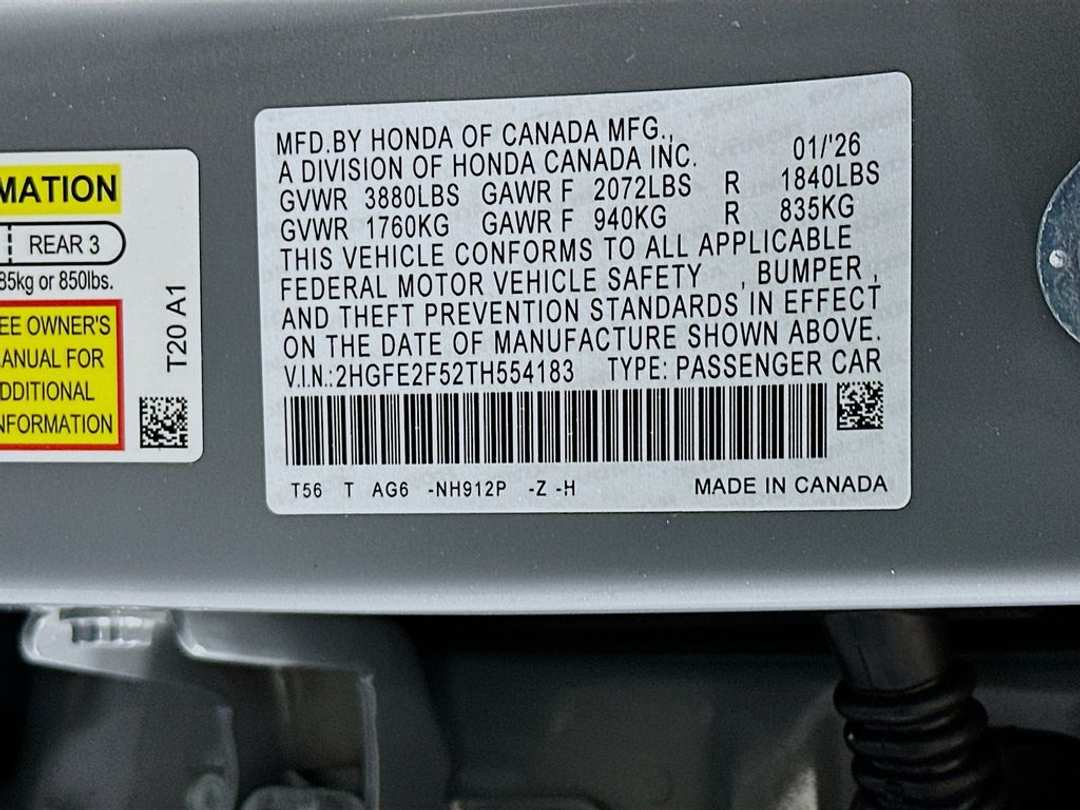 MATION
REAR 3
85kg or 850lbs.
EE OWNER'S
ANUAL FOR
DDITIONAL
NFORMATION
T20 A1
MFD.BY HONDA OF CANADA MFG.,
A DIVISION OF HONDA CANADA INC. 01/'26
GVWR 3880LBS GAWR F 2072LBS R 1840LBS
GVWR 1760KG GAWR F 940KG R 835KG
THIS VEHICLE CONFORMS TO ALL APPLICABLE
FEDERAL MOTOR VEHICLE SAFETY , BUMPER ,
AND THEFT PREVENTION STANDARDS IN EFFECT
ON THE DATE OF MANUFACTURE SHOWN ABOVE.
V.I.N.:2HGFE2F52TH554183 TYPE: PASSENGER CAR
T56 T AG6 -NH912P -Z -H MADE IN CANADA